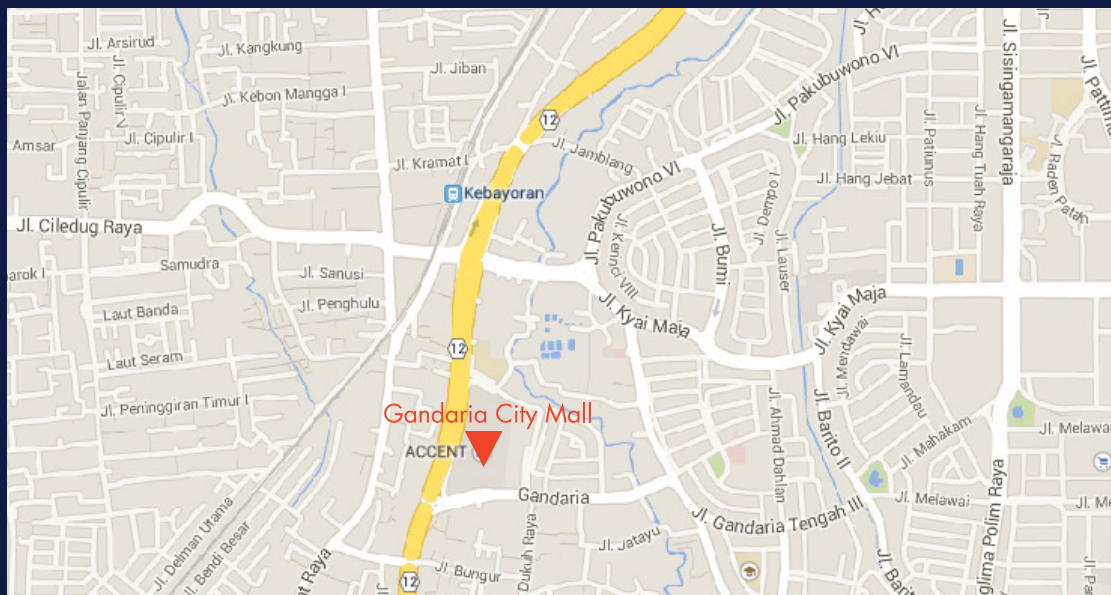 Jl. Arsirud
Jl. Kangkung
Jl. Cipulir V
Jalan Panjang Cipulir
Jl. Jiban
Jl. Kebon Mangga I
Amsar
Jl. Cipulir I
Jl. Kramat I
12
Jl. Jamblang
Kebayoran
Jl. Ciledug Raya
Jl. Pakubuwono VI
Jl. Pakubuwono VI
Jl. Hang Lekiu
Jl. Hang Jebat
Jl. Patiunus
Jl. Hang Tuah Raya
Jl. Sisingamangaraja
Jl. Raden Patah
Samudra
Jl. Sanusi
Jl. Penghulu
Laut Banda
Laut Seram
Jl. Kerinci VIII
Jl. Bumi
Jl. Dempo I
Jl. Lauser
Jl. Kyai Maja
Jl. Kyai Maja
12
Jl. Mendawai
Jl. Lamandau
Jl. Peninggiran Timur I
Gandaria City Mall
ACCENT
Gandaria
Jl. Ahmad Dahlan
Jl. Barito II
Jl. Mahakam
Jl. Melawai
Jl. Gandaria Tengah III
Jl. Delman Utama
Jl. Bendi Besar
Raya
Jl. Bungur
Dukuh Raya
Jl. Jatayu
12